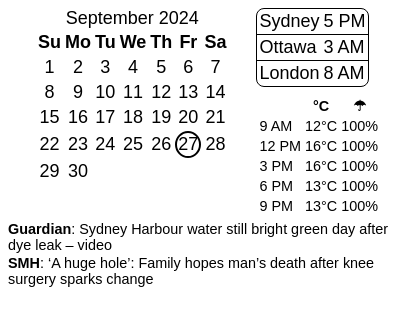 September 2024
Su Mo Tu We Th Fr Sa
1 2 3 4 5 6 7
8 9 10 11 12 13 14
15 16 17 18 19 20 21
22 23 24 25 26 27 28
29 30
Sydney 5 PM
Ottawa 3 AM
London 8 AM
°C ☂
9 AM 12°C 100%
12 PM 16°C 100%
3 PM 16°C 100%
6 PM 13°C 100%
9 PM 13°C 100%
Guardian: Sydney Harbour water still bright green day after
dye leak – video
SMH: ‘A huge hole’: Family hopes man’s death after knee
surgery sparks change